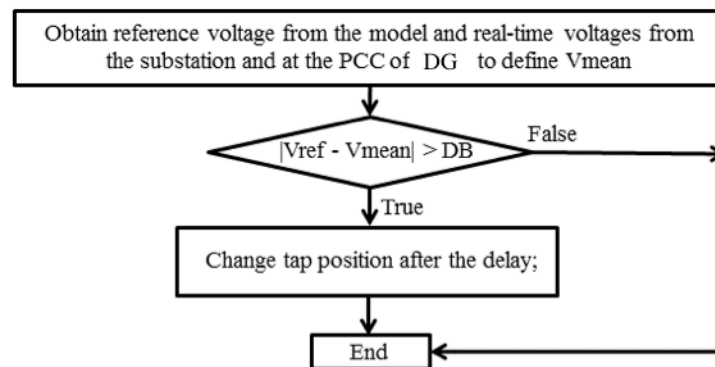 Obtain reference voltage from the model and real-time voltages from
the substation and at the PCC of DG to define Vmean
|Vref - Vmean| > DB
False
True
Change tap position after the delay;
End